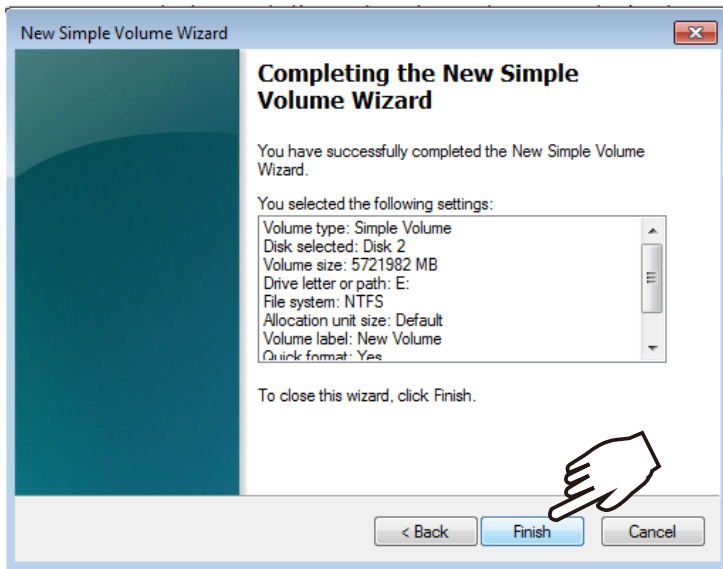 New Simple Volume Wizard
Completing the New Simple
Volume Wizard
You have successfully completed the New Simple Volume
Wizard.
You selected the following settings:
Volume type: Simple Volume
Disk selected: Disk 2
Volume size: 5721982 MB
Drive letter or path: E:
File system: NTFS
Allocation unit size: Default
Volume label: New Volume
Quick format: Yes
To close this wizard, click Finish.
< Back Finish Cancel